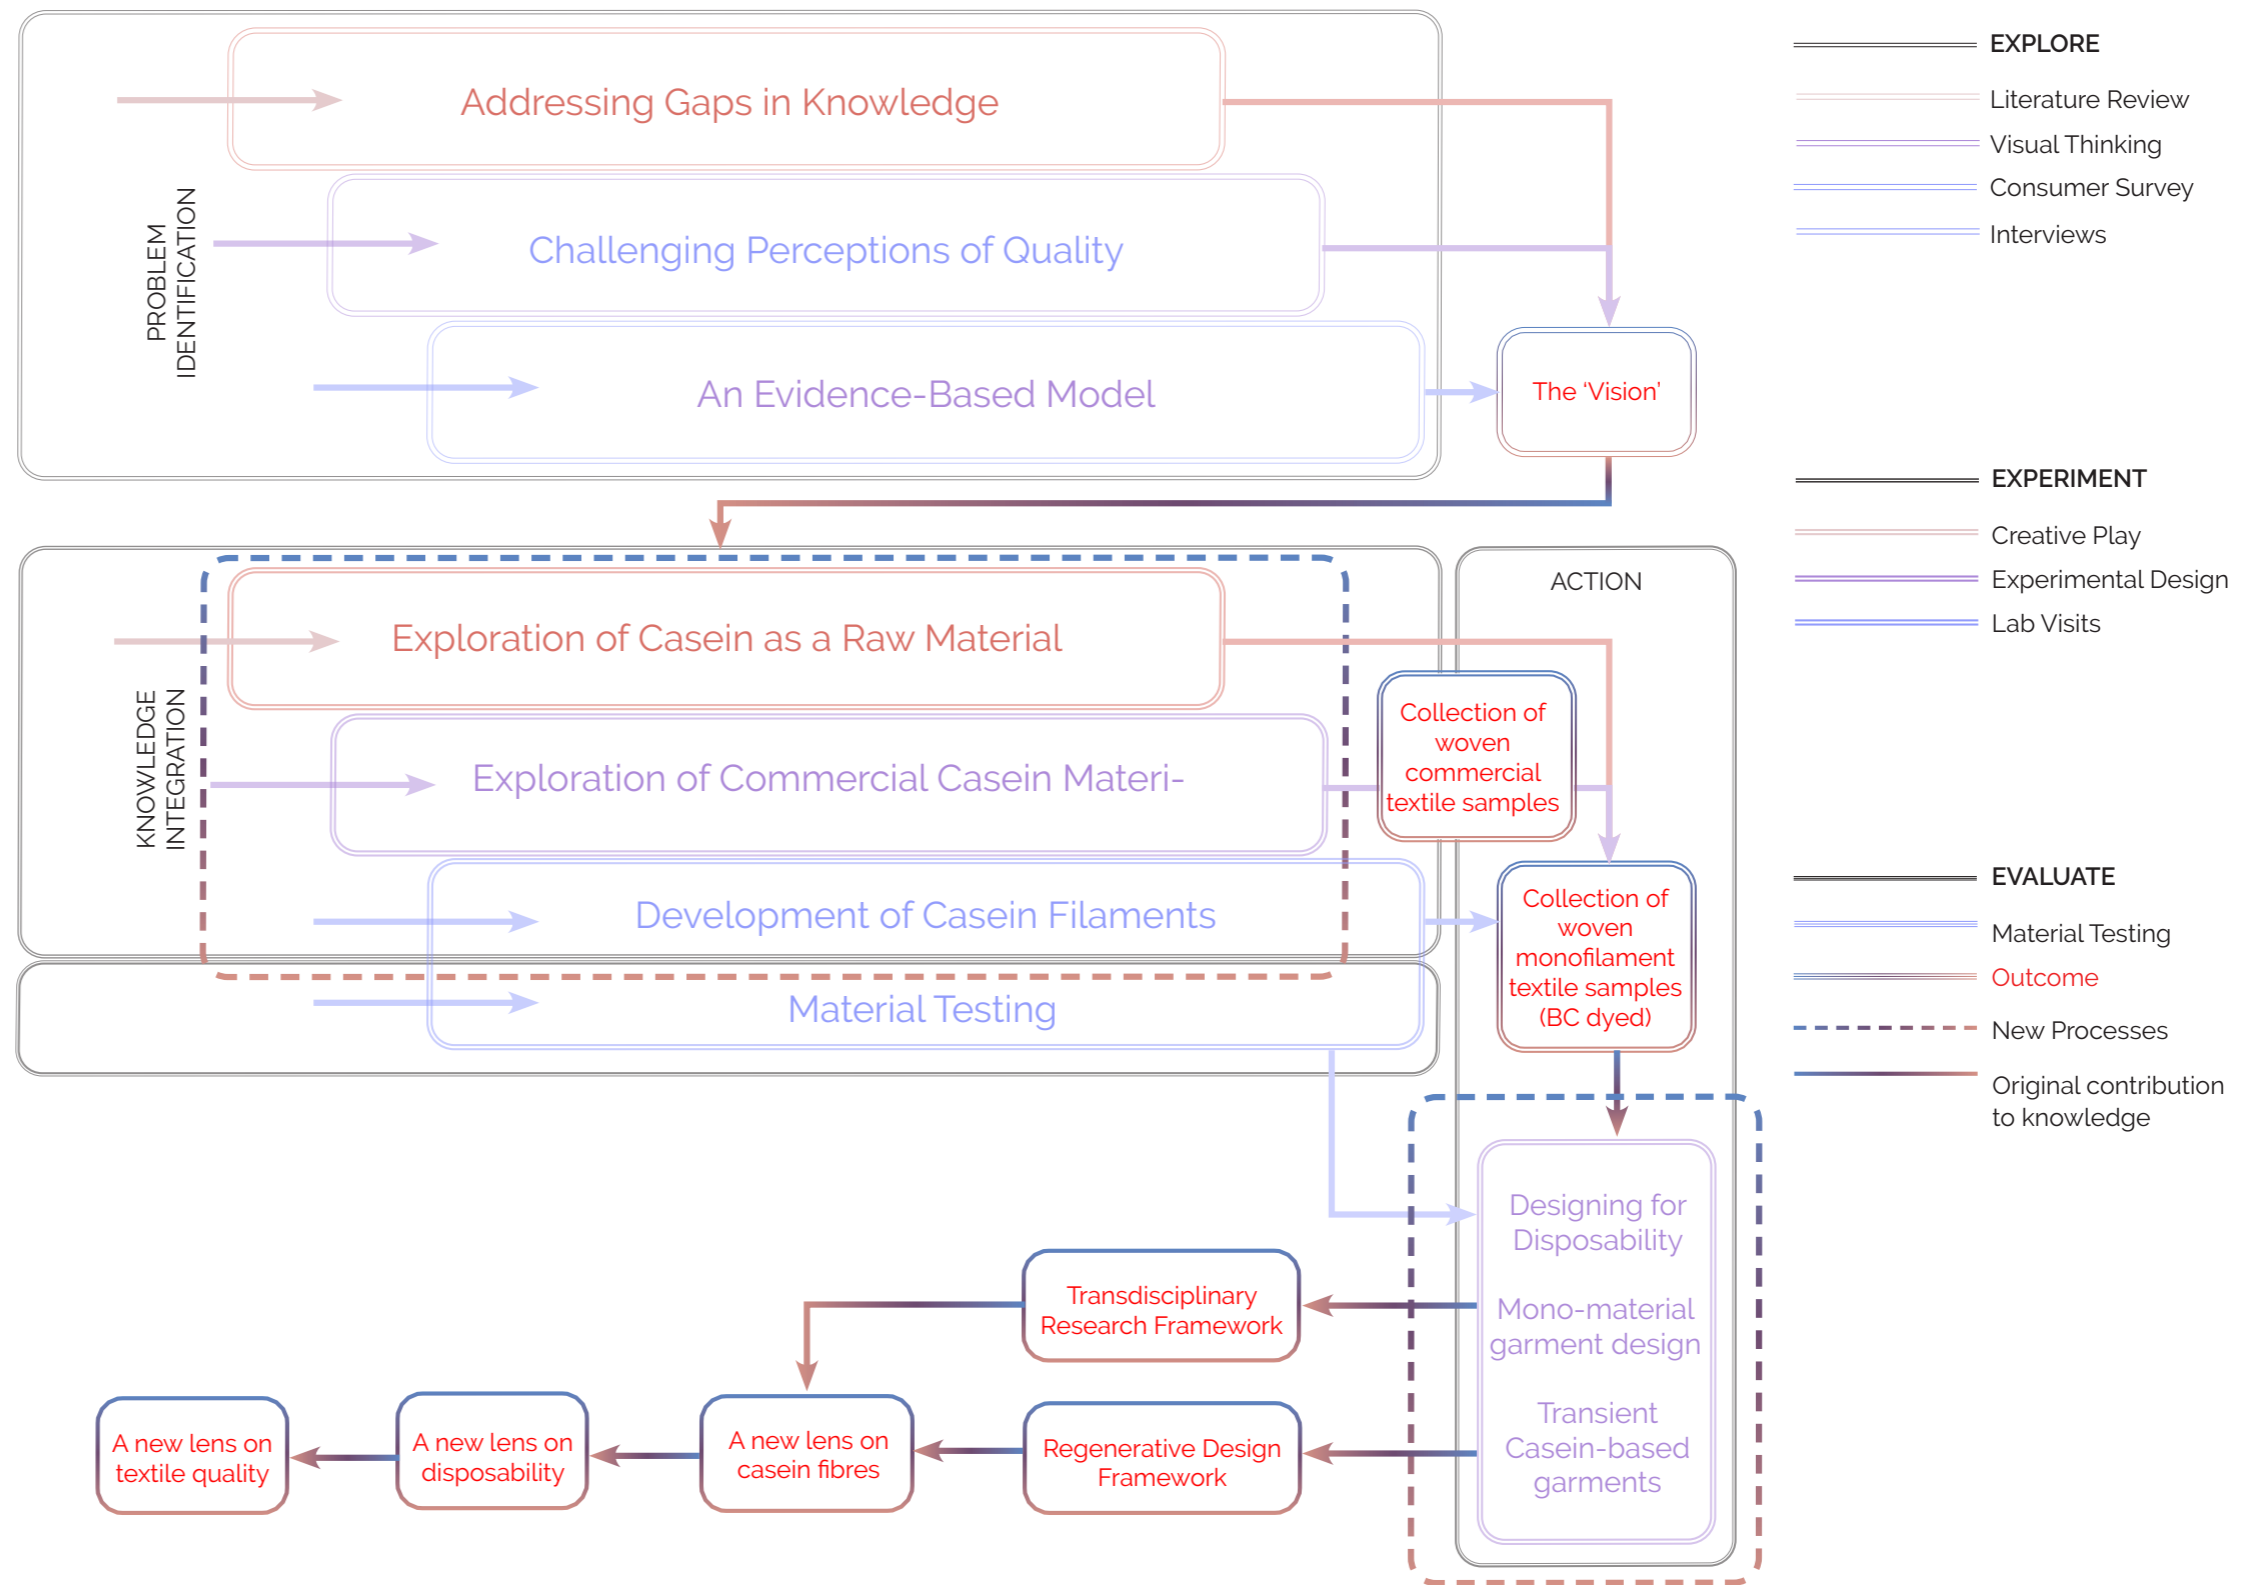 Addressing Gaps in Knowledge
Challenging Perceptions of Quality
An Evidence-Based Model
PROBLEM
IDENTIFICATION
The ‘Vision’
EXPLORE
Literature Review
Visual Thinking
Consumer Survey
Interviews
EXPERIMENT
Creative Play
Experimental Design
Lab Visits
KNOWLEDGE
INTEGRATION
Exploration of Casein as a Raw Material
Exploration of Commercial Casein Materi-
Development of Casein Filaments
Material Testing
ACTION
Collection of
woven
commercial
textile samples
Collection of
woven
monofilament
textile samples
(BC dyed)
EVALUATE
Material Testing
Outcome
New Processes
Original contribution
to knowledge
Designing for
Disposability
Mono-material
garment design
Transient
Casein-based
garments
Transdisciplinary
Research Framework
Regenerative Design
Framework
A new lens on
casein fibres
A new lens on
disposability
A new lens on
textile quality